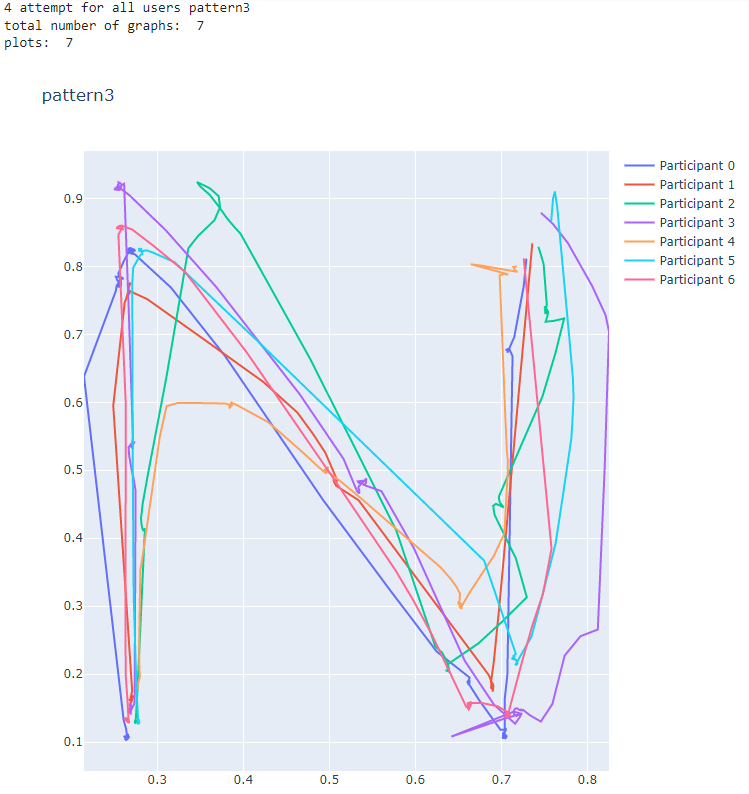 4 attempt for all users pattern3
total number of graphs:  7
plots:  7
pattern3
Participant 0
Participant 1
Participant 2
Participant 3
Participant 4
Participant 5
Participant 6
0.9
0.8
0.7
0.6
0.5
0.4
0.3
0.2
0.1
0.3 0.4 0.5 0.6 0.7 0.8